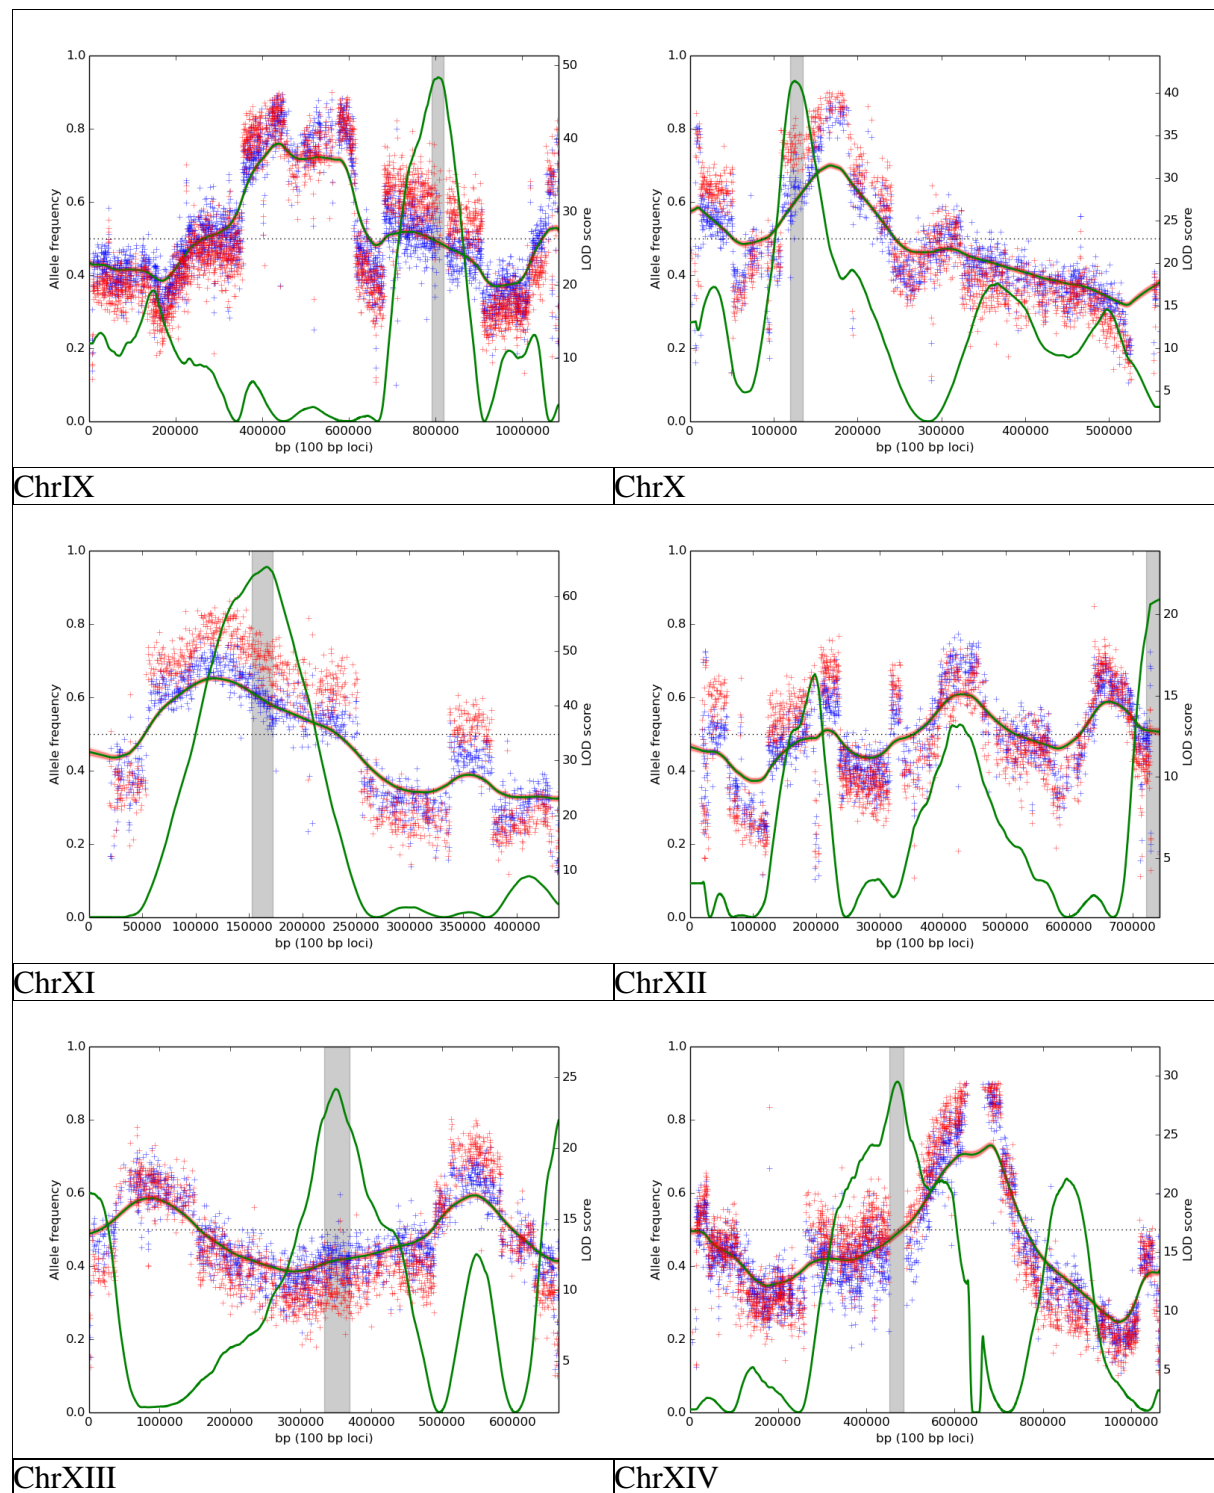 1.0
0.8
0.6
0.4
0.2
0.0
Allele frequency
50
40
30
20
10
LOD score
0 200000 400000 600000 800000 1000000
bp (100 bp loci)
1.0
0.8
0.6
0.4
0.2
0.0
Allele frequency
40
35
30
25
20
15
10
5
LOD score
0 100000 200000 300000 400000 500000
bp (100 bp loci)
ChrIX ChrX
1.0
0.8
0.6
0.4
0.2
0.0
Allele frequency
60
50
40
30
20
10
LOD score
0 50000 100000 150000 200000 250000 300000 350000 400000
bp (100 bp loci)
1.0
0.8
0.6
0.4
0.2
0.0
Allele frequency
20
15
10
5
LOD score
0 100000 200000 300000 400000 500000 600000 700000
bp (100 bp loci)
ChrXI ChrXII
1.0
0.8
0.6
0.4
0.2
0.0
Allele frequency
25
20
15
10
5
LOD score
0 100000 200000 300000 400000 500000 600000
bp (100 bp loci)
1.0
0.8
0.6
0.4
0.2
0.0
Allele frequency
30
25
20
15
10
5
LOD score
0 200000 400000 600000 800000 1000000
bp (100 bp loci)
ChrXIII ChrXIV